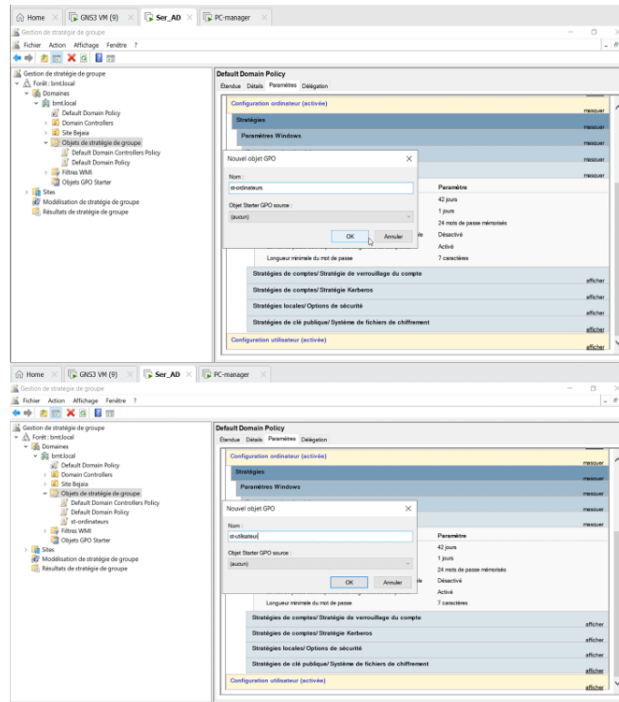 Home GNS3 VM (9) Ser_AD PC-manager
Gestion de stratégie de groupe
Fichier Action Affichage Fenêtre ?
Gestion de stratégie de groupe
Forêt : bmt.local
Domaines
bmt.local
Default Domain Policy
Domain Controllers
Site Bejaia
Objets de stratégie de groupe
Default Domain Controllers Policy
Default Domain Policy
Filtres WMI
Objets GPO Starter
Sites
Modélisation de stratégie de groupe
Résultats de stratégie de groupe
Default Domain Policy
Étendue Détails Paramètres Délégation
Configuration ordinateur (activée)
masquer
Stratégies
masquer
Paramètres Windows
masquer
masquer
Nouvel objet GPO
Nom :
st-ordinateurs
Objet Starter GPO source :
(aucun)
OK Annuler
Paramètre
42 jours
1 jours
24 mots de passe mémorisés
Désactivé
Activé
Longueur minimale du mot de passe 7 caractères
Stratégies de comptes/ Stratégie de verrouillage du compte
afficher
Stratégies de comptes/ Stratégie Kerberos
afficher
Stratégies locales/ Options de sécurité
afficher
Stratégies de clé publique/ Système de fichiers de chiffrement
afficher
Configuration utilisateur (activée)
afficher
Home GNS3 VM (9) Ser_AD PC-manager
Gestion de stratégie de groupe
Fichier Action Affichage Fenêtre ?
Gestion de stratégie de groupe
Forêt : bmt.local
Domaines
bmt.local
Default Domain Policy
Domain Controllers
Site Bejaia
Objets de stratégie de groupe
Default Domain Controllers Policy
Default Domain Policy
st-ordinateurs
Filtres WMI
Objets GPO Starter
Sites
Modélisation de stratégie de groupe
Résultats de stratégie de groupe
Default Domain Policy
Étendue Détails Paramètres Délégation
Configuration ordinateur (activée)
masquer
Stratégies
masquer
Paramètres Windows
masquer
masquer
Nouvel objet GPO
Nom :
st-utilisateur
Objet Starter GPO source :
(aucun)
OK Annuler
Paramètre
42 jours
1 jours
24 mots de passe mémorisés
Désactivé
Activé
Longueur minimale du mot de passe 7 caractères
Stratégies de comptes/ Stratégie de verrouillage du compte
afficher
Stratégies de comptes/ Stratégie Kerberos
afficher
Stratégies locales/ Options de sécurité
afficher
Stratégies de clé publique/ Système de fichiers de chiffrement
afficher
Configuration utilisateur (activée)
afficher